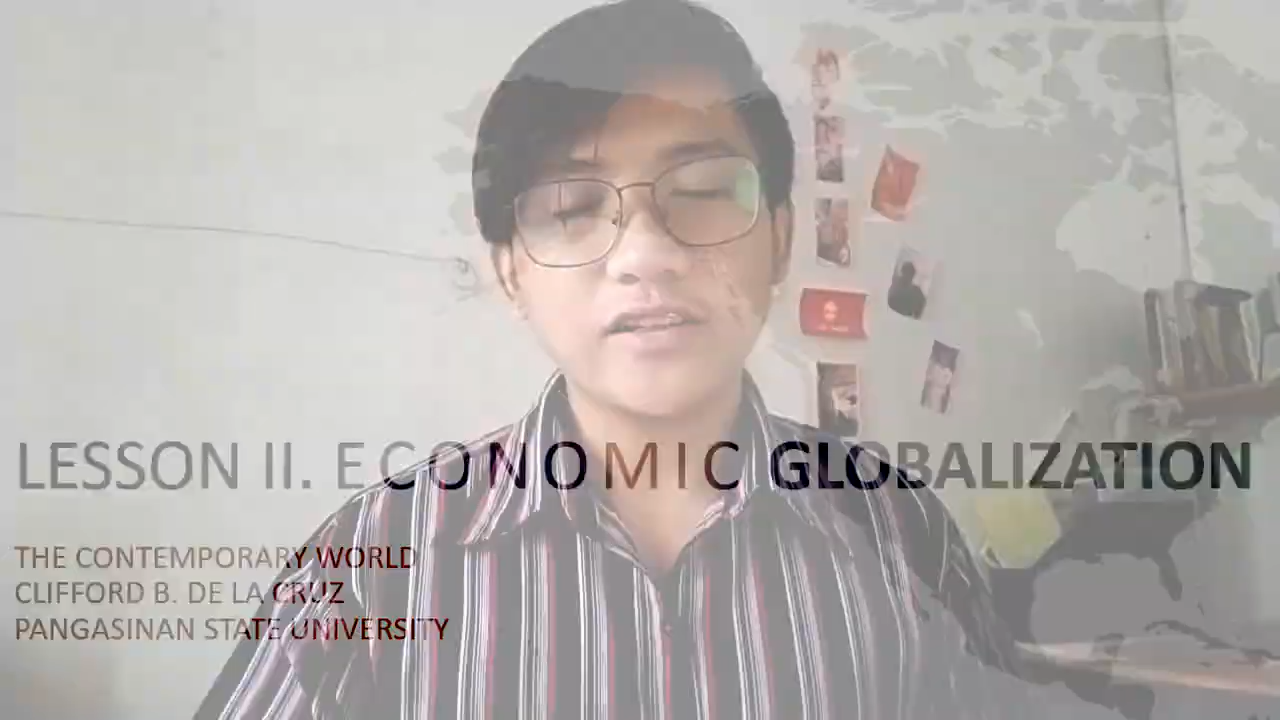 LESSON II. ECONOMIC GLOBALIZATION
THE CONTEMPORARY WORLD
CLIFFORD B. DE LA CRUZ
PANGASINAN STATE UNIVERSITY